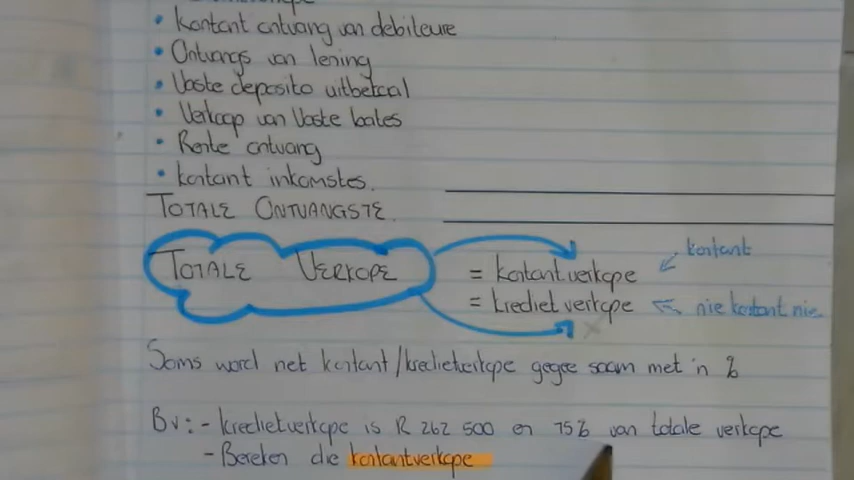 • Kontant ontvang van debiteure
• Ontvangs van lening
• Vaste deposito uitbetaal
• Verkoop van Vaste bates
• Rente ontvang
• kontant inkomstes.
TOTALE ONTVANGSTE.
TOTALE VERKOPE
= kontantverkope
kontant
= krediet verkope
nie kontant nie.
Soms word net kontant/kredietverkope gegee saam met 'n %
Bv: - kredietverkope is R 262 500 en 75% van totale verkope
- Bereken die kontantverkope